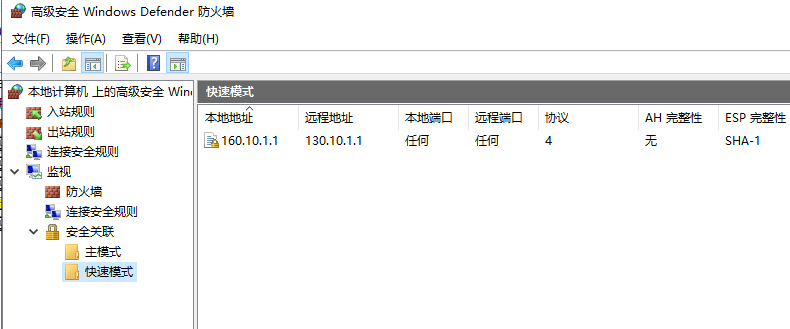 高级安全 Windows Defender 防火墙
文件(F) 操作(A) 查看(V) 帮助(H)
本地计算机 上的高级安全 Wind
入站规则
出站规则
连接安全规则
监视
防火墙
连接安全规则
安全关联
主模式
快速模式
快速模式
本地地址 远程地址 本地端口 远程端口 协议 AH 完整性 ESP 完整性
160.10.1.1 130.10.1.1 任何 任何 4 无 SHA-1